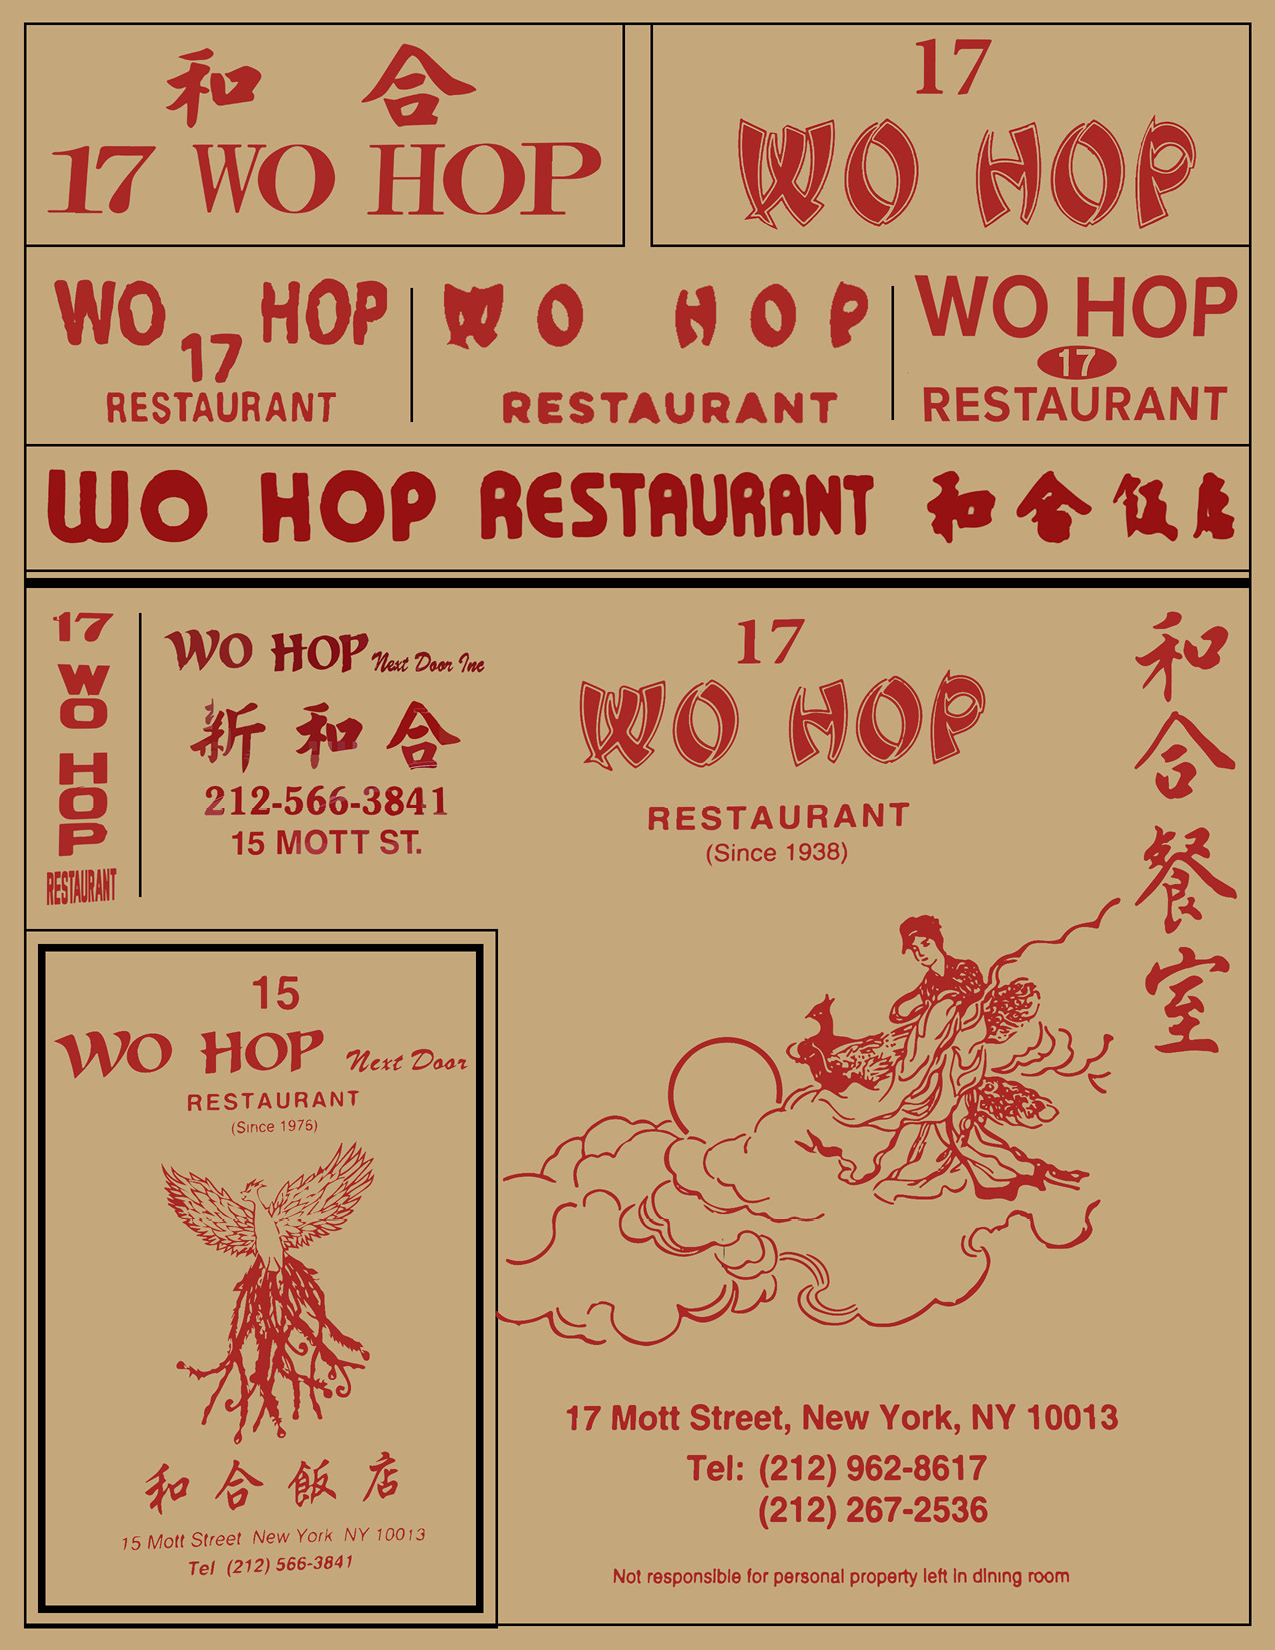 和 合
17 WO HOP
17
WO HOP
WO HOP
17
RESTAURANT
WO HOP
RESTAURANT
WO HOP
17
RESTAURANT
WO HOP RESTAURANT 和合飯店
17
WO
HOP
RESTAURANT
WO HOP Next Door Inc
新 和 合
212-566-3841
15 MOTT ST.
17
WO HOP
RESTAURANT
(Since 1938)
和合餐室
15
WO HOP Next Door
RESTAURANT
(Since 1976)
和 合 飯 店
15 Mott Street New York NY 10013
Tel (212) 566-3841
17 Mott Street, New York, NY 10013
Tel: (212) 962-8617
(212) 267-2536
Not responsible for personal property left in dining room